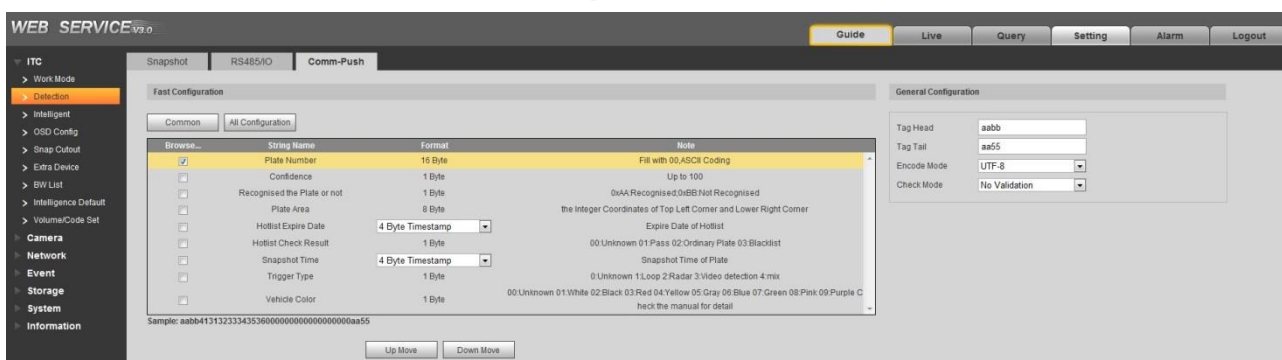 WEB SERVICE V3.0
Guide Live Query Setting Alarm Logout
ITC
> Work Mode
> Detection
> Intelligent
> OSD Config
> Snap Cutout
> Extra Device
> BW List
> Intelligence Default
> Volume/Code Set
Camera
Network
Event
Storage
System
Information
Snapshot RS485/IO Comm-Push
Fast Configuration
Common All Configuration
Browse... String Name Format Note
Plate Number 16 Byte Fill with 00,ASCII Coding
Confidence 1 Byte Up to 100
Recognised the Plate or not 1 Byte 0xAA:Recognised;0xBB:Not Recognised
Plate Area 8 Byte the Integer Coordinates of Top Left Corner and Lower Right Corner
Hotlist Expire Date 4 Byte Timestamp Expire Date of Hotlist
Hotlist Check Result 1 Byte 00:Unknown 01:Pass 02:Ordinary Plate 03:Blacklist
Snapshot Time 4 Byte Timestamp Snapshot Time of Plate
Trigger Type 1 Byte 0:Unknown 1:Loop 2:Radar 3:Video detection 4:mix
Vehicle Color 1 Byte 00:Unknown 01:White 02:Black 03:Red 04:Yellow 05:Gray 06:Blue 07:Green 08:Pink 09:Purple C
heck the manual for detail
Up Move Down Move
General Configuration
Tag Head aabb
Tag Tail aa55
Encode Mode UTF-8
Check Mode No Validation